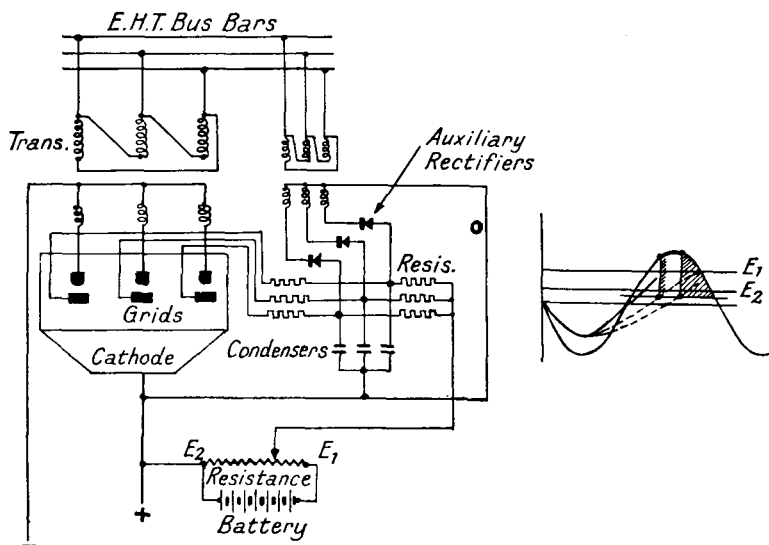 E.H.T. Bus Bars
Trans.
Auxiliary
Rectifiers
Resis.
Grids
Condensers
Cathode
E2
E1
Resistance
Battery
+
O
E1
E2